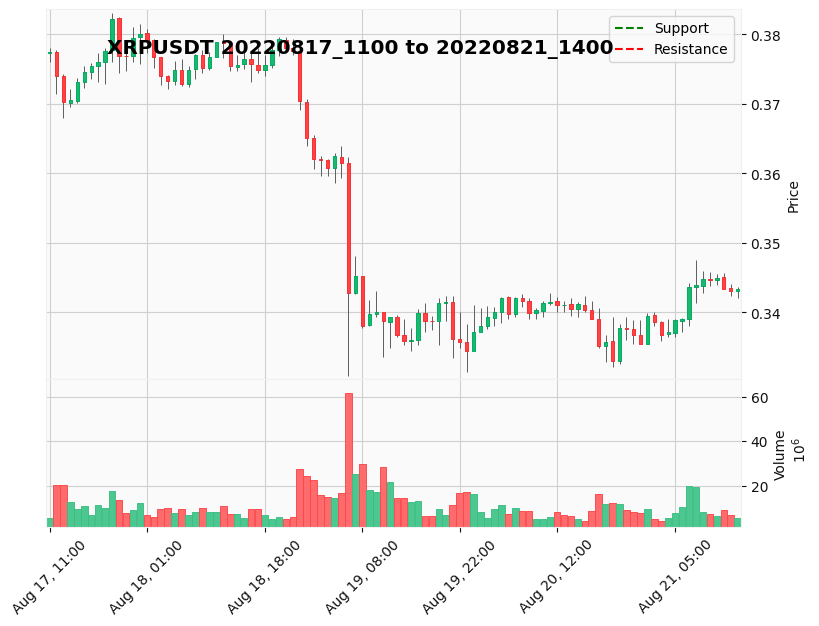 XRPUSDT 20220817_1100 to 20220821_1400
Support
Resistance
0.38
0.37
0.36
0.35
0.34
Price
60
40
20
Volume
10^6
Aug 17, 11:00
Aug 18, 01:00
Aug 18, 18:00
Aug 19, 08:00
Aug 19, 22:00
Aug 20, 12:00
Aug 21, 05:00